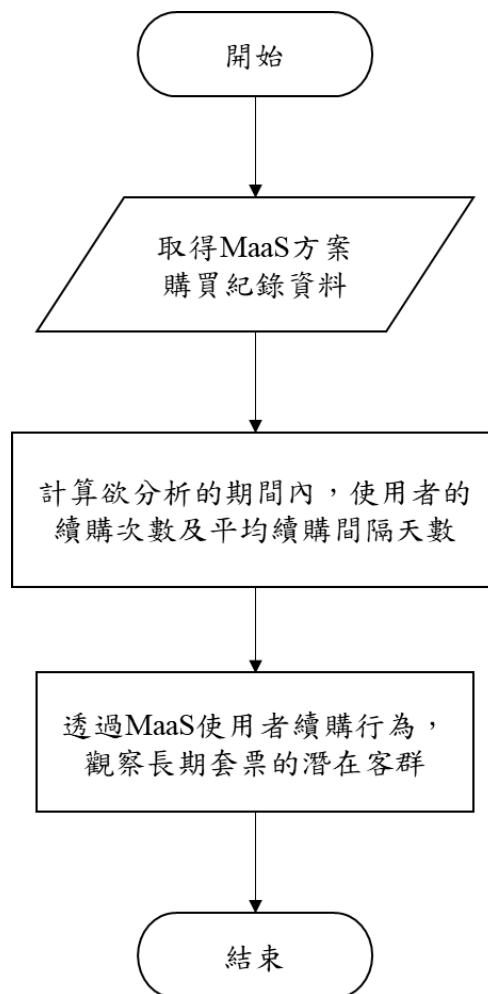 開始
取得MaaS方案
購買紀錄資料
計算欲分析的期間內，使用者的
續購次數及平均續購間隔天數
透過MaaS使用者續購行為，
觀察長期套票的潛在客群
結束